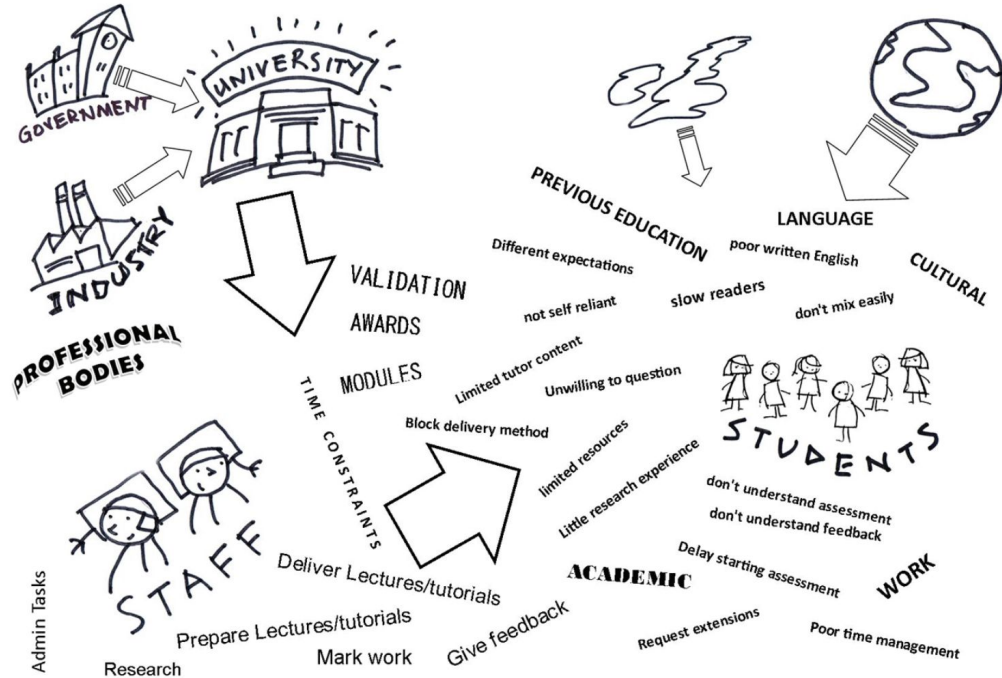 GOVERNMENT
UNIVERSITY
INDUSTRY
PROFESSIONAL
BODIES
VALIDATION
AWARDS
MODULES
TIME CONSTRAINTS
PREVIOUS EDUCATION
LANGUAGE
CULTURAL
Different expectations
poor written English
not self reliant
slow readers
don't mix easily
Limited tutor content
Unwilling to question
Block delivery method
STUDENTS
limited resources
Little research experience
don't understand assessment
don't understand feedback
STAFF
Deliver Lectures/tutorials
Prepare Lectures/tutorials
Admin Tasks
Research
Mark work
Give feedback
ACADEMIC
Delay starting assessment
WORK
Request extensions
Poor time management